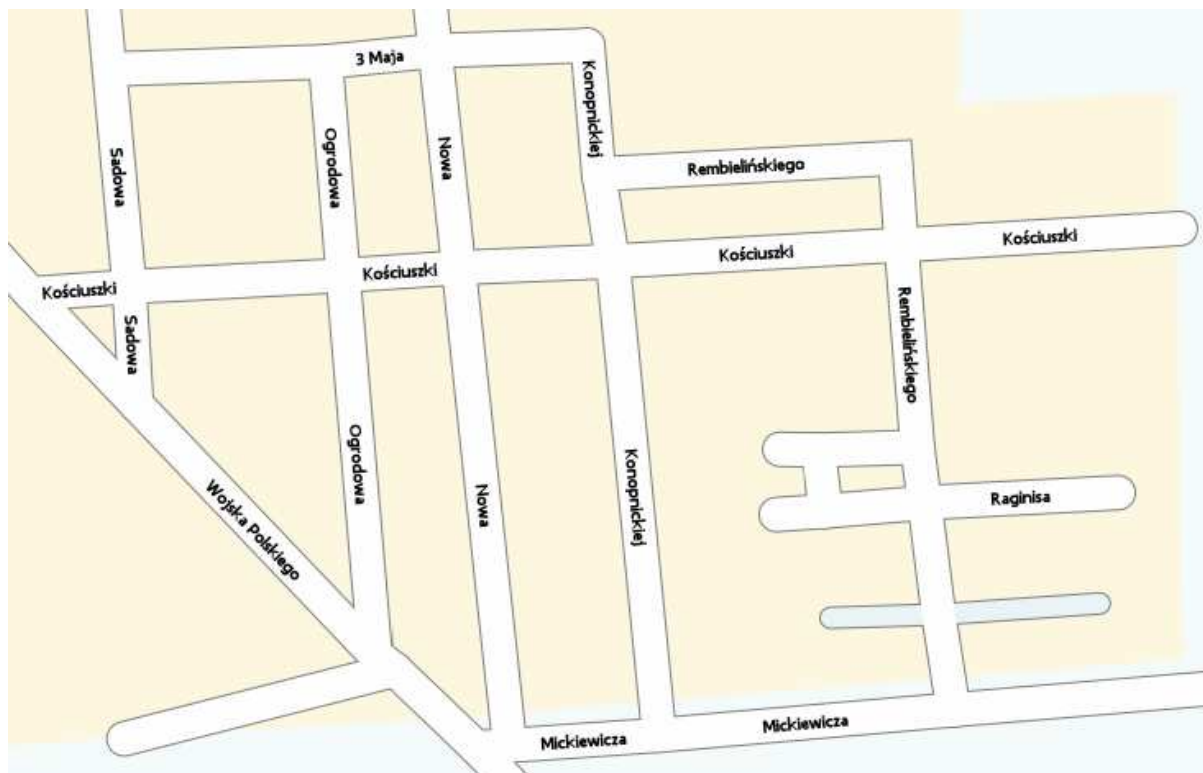 3 Maja
Konopnickiej
Sadowa
Ogrodowa
Nowa
Rembielińskiego
Kościuszki
Kościuszki
Kościuszki
Kościuszki
Sadowa
Rembielińskiego
Ogrodowa
Nowa
Konopnickiej
Wojska Polskiego
Raginisa
Mickiewicza
Mickiewicza